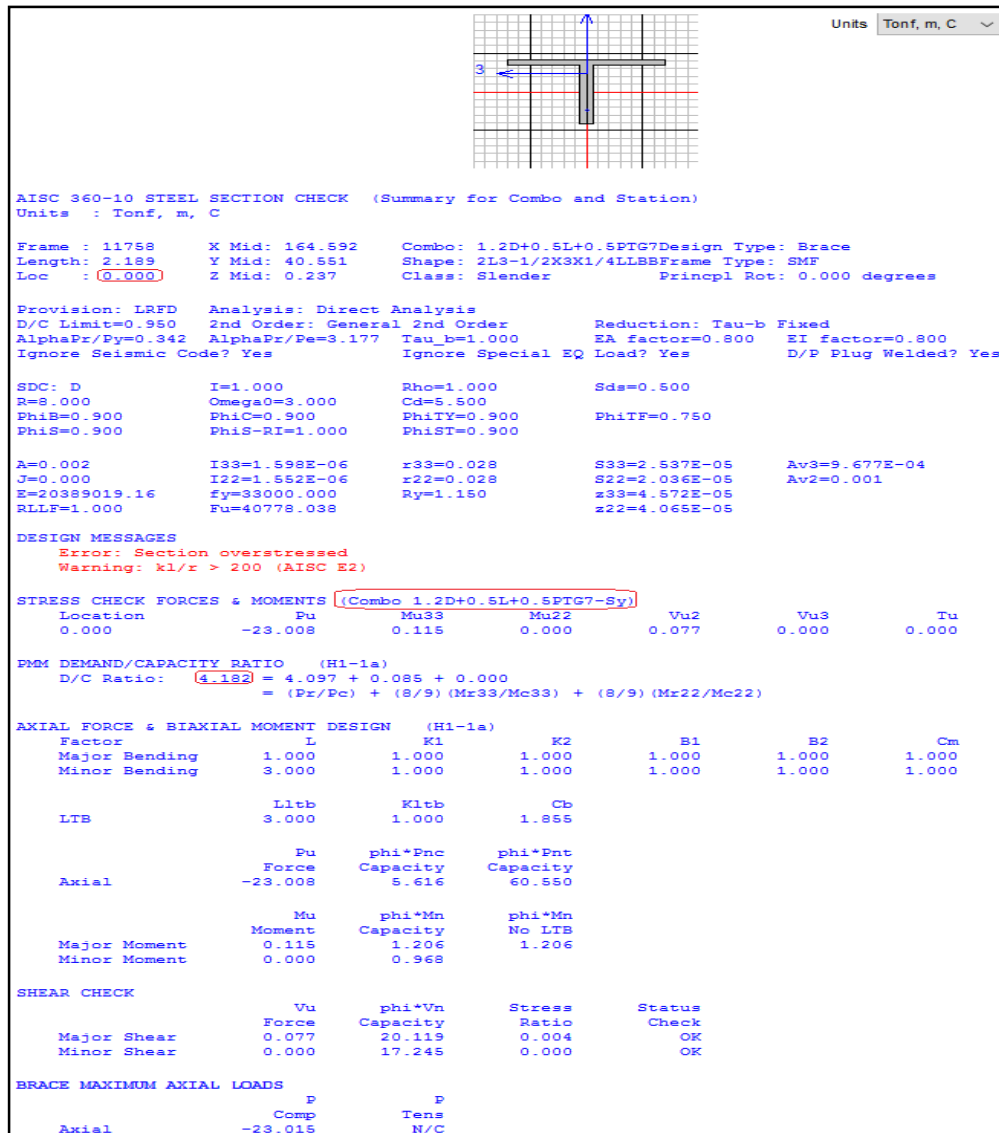 Units Tonf, m, C
3
AISC 360-10 STEEL SECTION CHECK (Summary for Combo and Station)
Units : Tonf, m, C
Frame : 11758 X Mid: 164.592 Combo: 1.2D+0.5L+0.5PTG7Design Type: Brace
Length: 2.189 Y Mid: 40.551 Shape: 2L3-1/2X3X1/4LLBBFrame Type: SMF
Loc : 0.000 Z Mid: 0.237 Class: Slender Princpl Rot: 0.000 degrees
Provision: LRFD Analysis: Direct Analysis
D/C Limit=0.950 2nd Order: General 2nd Order Reduction: Tau-b Fixed
AlphaPr/Py=0.342 AlphaPr/Pe=3.177 Tau_b=1.000 EA factor=0.800 EI factor=0.800
Ignore Seismic Code? Yes Ignore Special EQ Load? Yes D/P Plug Welded? Yes
SDC: D I=1.000 Rho=1.000 Sds=0.500
R=8.000 Omega0=3.000 Cd=5.500
PhiB=0.900 PhiC=0.900 PhiTY=0.900 PhiTF=0.750
PhiS=0.900 PhiS-RI=1.000 PhiST=0.900
A=0.002 I33=1.598E-06 r33=0.028 S33=2.537E-05 Av3=9.677E-04
J=0.000 I22=1.552E-06 r22=0.028 S22=2.036E-05 Av2=0.001
E=20389019.16 fy=33000.000 Ry=1.150 z33=4.572E-05
RLLF=1.000 Fu=40778.038 z22=4.065E-05
DESIGN MESSAGES
Error: Section overstressed
Warning: kl/r > 200 (AISC E2)
STRESS CHECK FORCES & MOMENTS (Combo 1.2D+0.5L+0.5PTG7-Sy)
Location Pu Mu33 Mu22 Vu2 Vu3 Tu
0.000 -23.008 0.115 0.000 0.077 0.000 0.000
PMM DEMAND/CAPACITY RATIO (H1-1a)
D/C Ratio: 4.182 = 4.097 + 0.085 + 0.000
= (Pr/Pc) + (8/9)(Mr33/Mc33) + (8/9)(Mr22/Mc22)
AXIAL FORCE & BIAXIAL MOMENT DESIGN (H1-1a)
Factor L K1 K2 B1 B2 Cm
Major Bending 1.000 1.000 1.000 1.000 1.000 1.000
Minor Bending 3.000 1.000 1.000 1.000 1.000 1.000
Lltb Kltb Cb
LTB 3.000 1.000 1.855
Pu phi*Pnc phi*Pnt
Force Capacity Capacity
Axial -23.008 5.616 60.550
Mu phi*Mn phi*Mn
Moment Capacity No LTB
Major Moment 0.115 1.206 1.206
Minor Moment 0.000 0.968
SHEAR CHECK
Vu phi*Vn Stress Status
Force Capacity Ratio Check
Major Shear 0.077 20.119 0.004 OK
Minor Shear 0.000 17.245 0.000 OK
BRACE MAXIMUM AXIAL LOADS
P P
Comp Tens
Axial -23.015 N/C